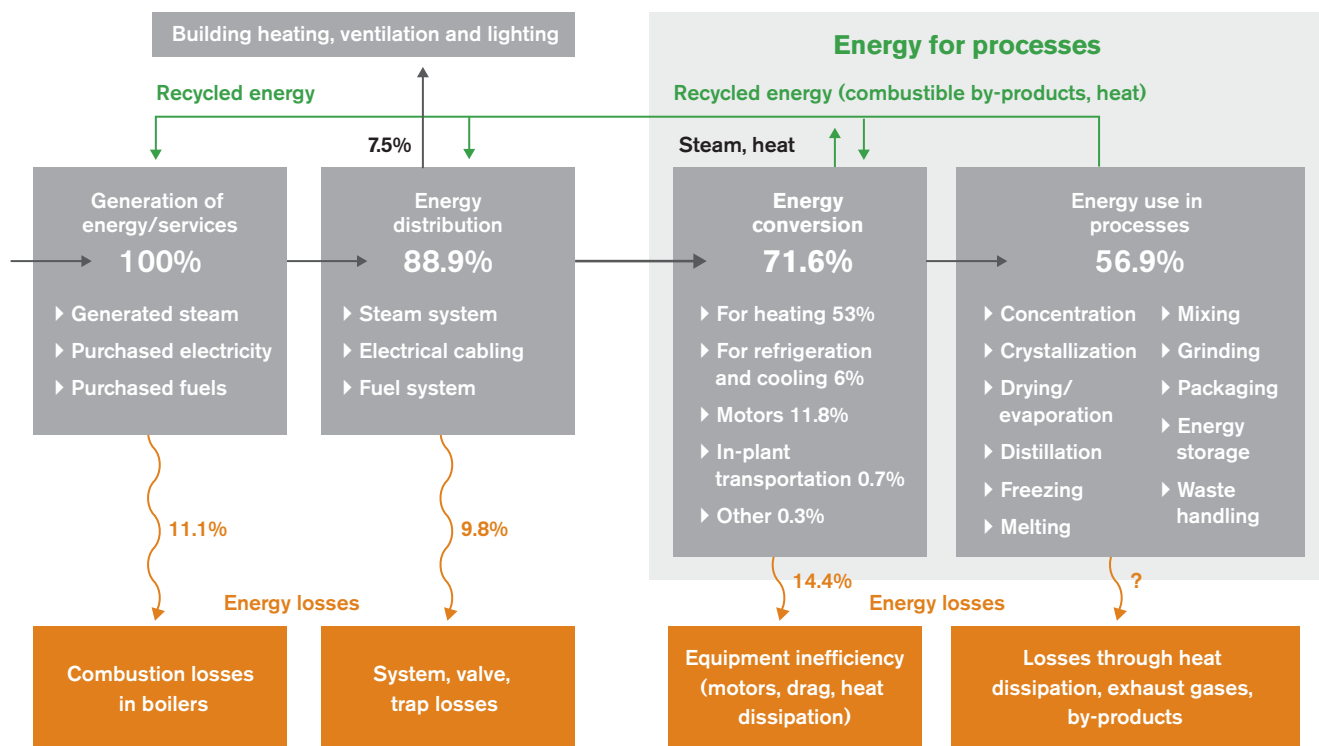 Building heating, ventilation and lighting
Energy for processes
Recycled energy
Recycled energy (combustible by-products, heat)
7.5%
Steam, heat
Generation of
energy/services
100%
Generated steam
Purchased electricity
Purchased fuels
Energy
distribution
88.9%
Steam system
Electrical cabling
Fuel system
Energy
conversion
71.6%
For heating 53%
For refrigeration
and cooling 6%
Motors 11.8%
In-plant
transportation 0.7%
Other 0.3%
Energy use in
processes
56.9%
Concentration
Crystallization
Drying/
evaporation
Distillation
Freezing
Melting
Mixing
Grinding
Packaging
Energy
storage
Waste
handling
11.1%
9.8%
14.4%
?
Energy losses
Energy losses
Combustion losses
in boilers
System, valve,
trap losses
Equipment inefficiency
(motors, drag, heat
dissipation)
Losses through heat
dissipation, exhaust gases,
by-products